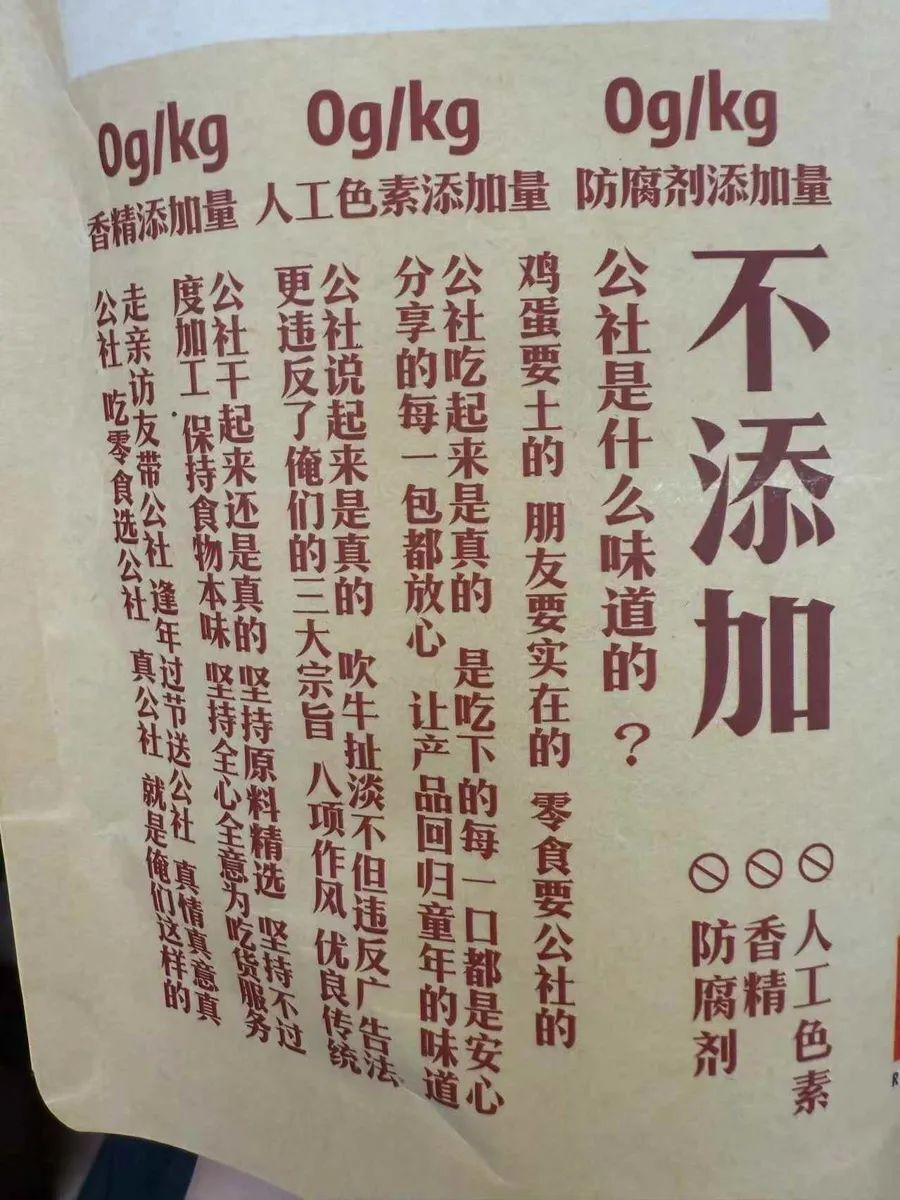 0g/kg
香精添加量
0g/kg
人工色素添加量
0g/kg
防腐剂添加量
不添加
人工色素
香精
防腐剂
公社是什么味道的？
鸡蛋要土的 朋友要实在的 零食要公社的
公社吃起来是真的 是吃下的每一口都是安心
分享的每一包都放心 让产品回归童年的味道
公社说起来是真的 吹牛扯淡不但违反广告法
更违反了俺们的三大宗旨 八项作风 优良传统
公社干起来还是真的 坚持原料精选 坚持不过
度加工 保持食物本味 坚持全心全意为吃货服务
走亲访友带公社 逢年过节送公社 真情真意真
公社 吃零食选公社 真公社 就是俺们这样的